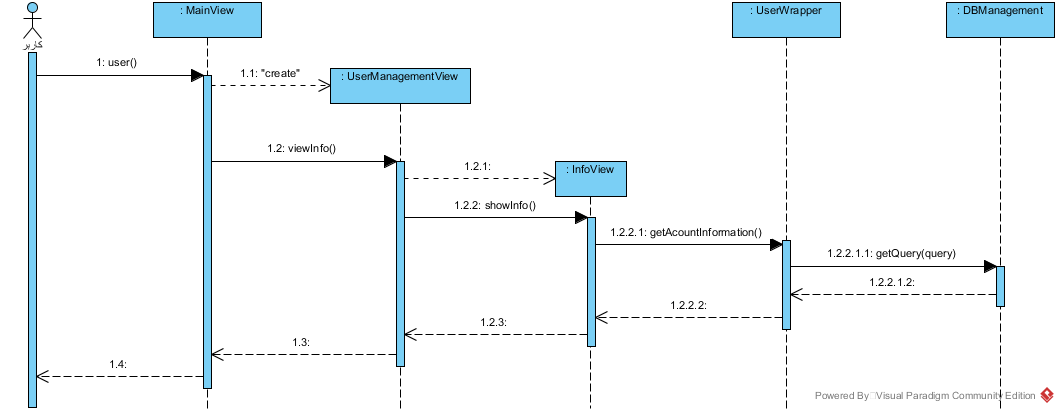 : MainView
: UserWrapper
: DBManagement
کاربر
1: user()
1.1: "create"
: UserManagementView
1.2: viewInfo()
1.2.1:
: InfoView
1.2.2: showInfo()
1.2.2.1: getAcountInformation()
1.2.2.1.1: getQuery(query)
1.2.2.1.2:
1.2.2.2:
1.2.3:
1.3:
1.4:
Powered By Visual Paradigm Community Edition